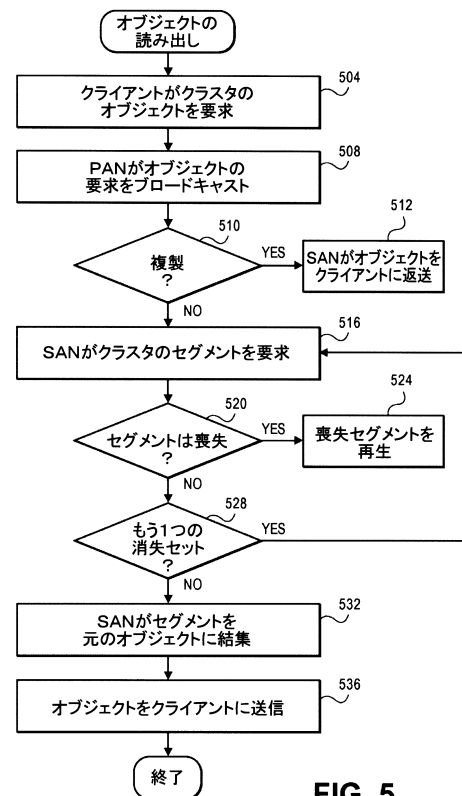 オブジェクトの
読み出し
504
クライアントがクラスタの
オブジェクトを要求
508
PANがオブジェクトの
要求をブロードキャスト
510
複製
?
YES
512
SANがオブジェクトを
クライアントに返送
NO
516
SANがクラスタのセグメントを要求
520
セグメントは喪失
?
YES
524
喪失セグメントを
再生
NO
528
もう1つの
消失セット
?
YES
NO
532
SANがセグメントを
元のオブジェクトに結集
536
オブジェクトをクライアントに送信
終了
FIG. 5